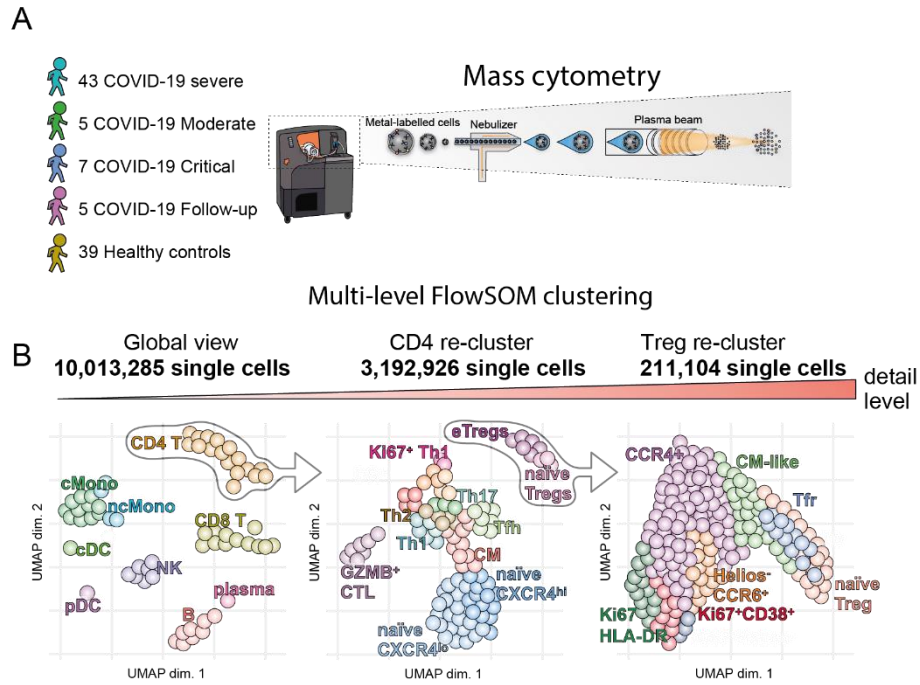 A
43 COVID-19 severe
5 COVID-19 Moderate
7 COVID-19 Critical
5 COVID-19 Follow-up
39 Healthy controls
Mass cytometry
Metal-labelled cells
Nebulizer
Plasma beam
Multi-level FlowSOM clustering
B
Global view
10,013,285 single cells
CD4 re-cluster
3,192,926 single cells
Treg re-cluster
211,104 single cells
detail
level
UMAP dim. 2
CD4 T
cMono
ncMono
CD8 T
cDC
NK
pDC
plasma
B
UMAP dim. 1
UMAP dim. 2
eTregs
Ki67⁺ Th1
naïve
Tregs
Th17
Th2
Tfh
Th1
CM
GZMB⁺
CTL
naïve
CXCR4ʰⁱ
naïve
CXCR4ˡᵒ
UMAP dim. 1
UMAP dim. 2
CCR4⁺
CM-like
Tfr
Helios⁻
CCR6⁺
naïve
Treg
Ki67⁻
HLA-DR⁺
Ki67⁺CD38⁺
UMAP dim. 1